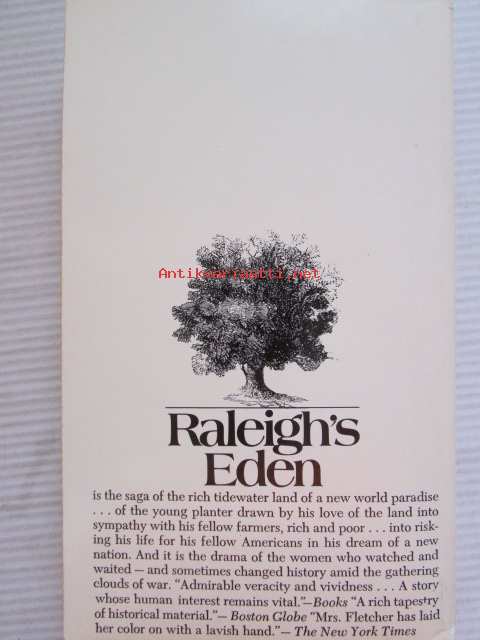 Antikvariaatti.net
Raleigh's
Eden
is the saga of the rich tidewater land of a new world paradise
. . . of the young planter drawn by his love of the land into
sympathy with his fellow farmers, rich and poor . . . into risk-
ing his life for his fellow Americans in his dream of a new
nation. And it is the drama of the women who watched and
waited — and sometimes changed history amid the gathering
clouds of war. "Admirable veracity and vividness . . . A story
whose human interest remains vital."—Books "A rich tapestry
of historical material."— Boston Globe "Mrs. Fletcher has laid
her color on with a lavish hand."— The New York Times